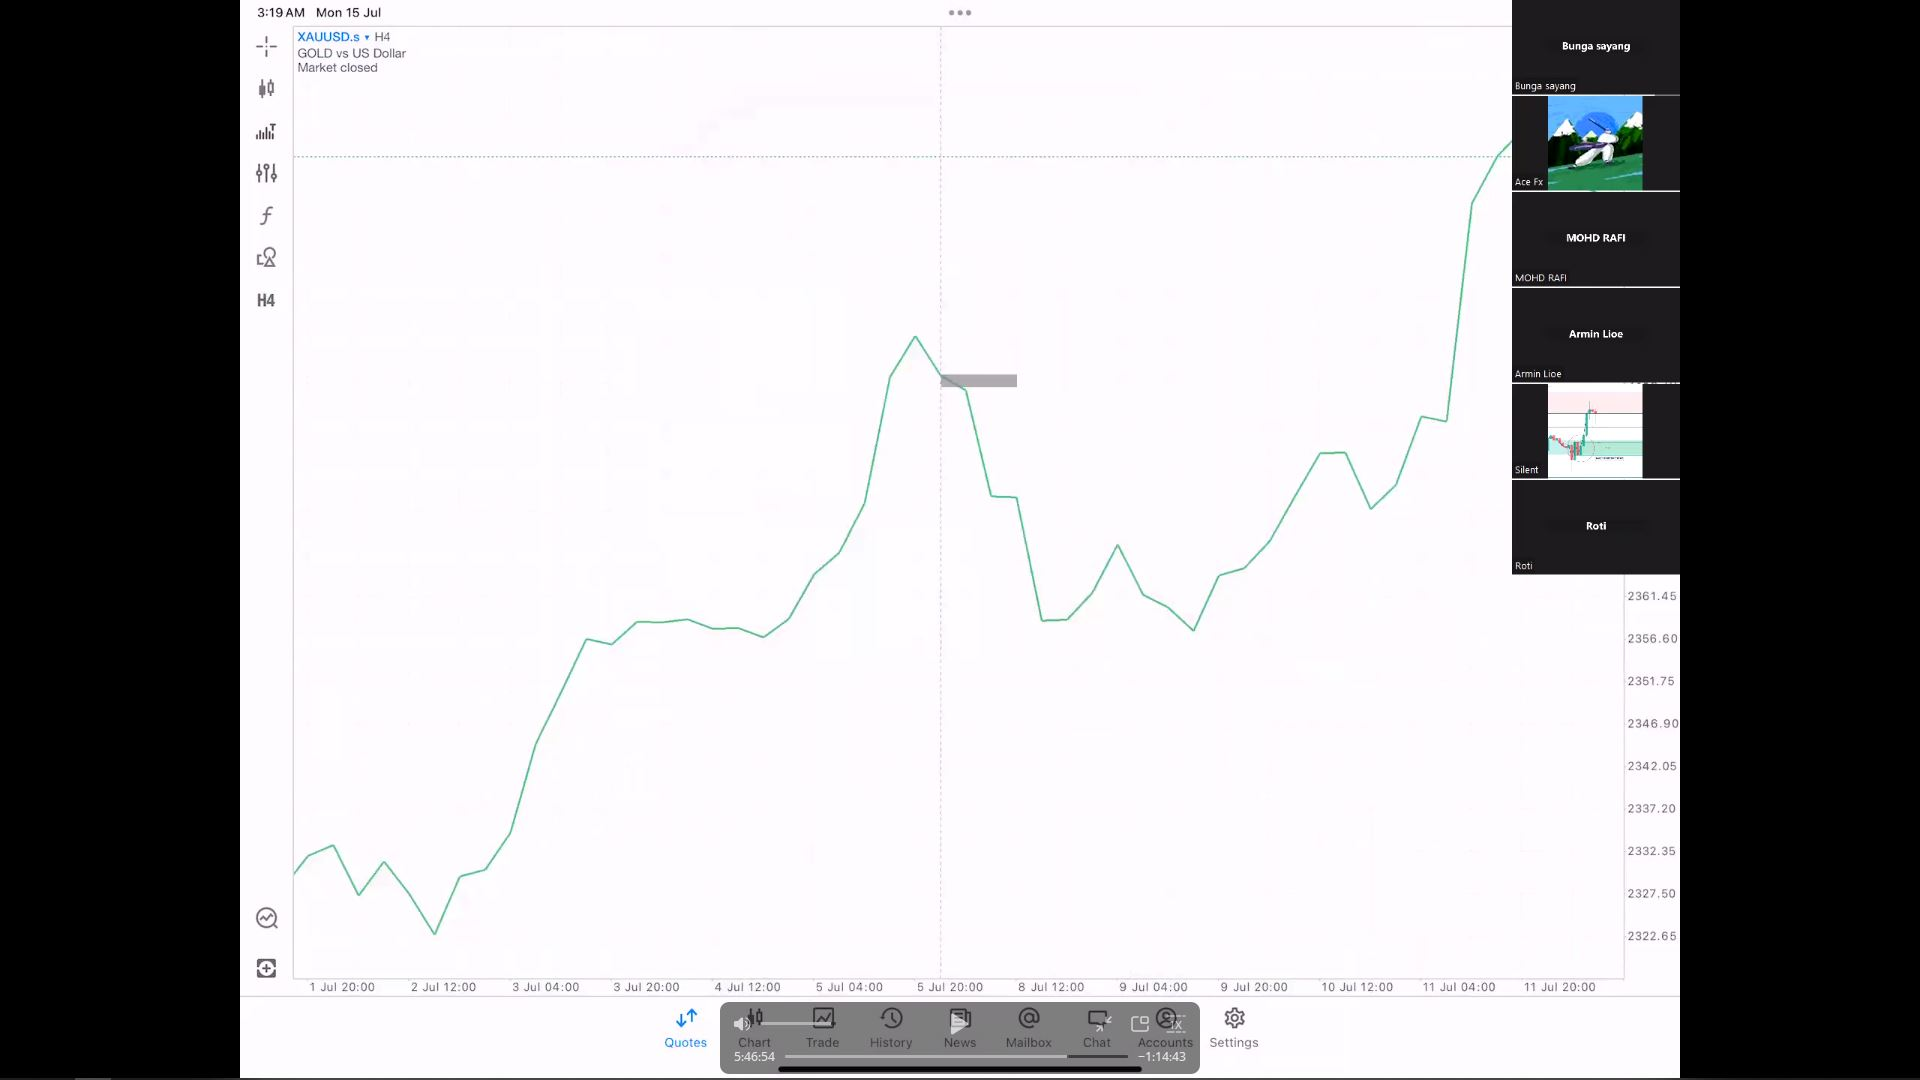 3:19 AM Mon 15 Jul
XAUUSD.s ▾ H4
GOLD vs US Dollar
Market closed
H4
Bunga sayang
Bunga sayang
Ace Fx
MOHD RAFI
MOHD RAFI
Armin Lioe
Armin Lioe
Silent
Roti
Roti
2361.45
2356.60
2351.75
2346.90
2342.05
2337.20
2332.35
2327.50
2322.65
1 Jul 20:00 2 Jul 12:00 3 Jul 04:00 3 Jul 20:00 4 Jul 12:00 5 Jul 04:00 5 Jul 20:00 8 Jul 12:00 9 Jul 04:00 9 Jul 20:00 10 Jul 12:00 11 Jul 04:00 11 Jul 20:00
Quotes Chart Trade History News Mailbox Chat Accounts Settings
5:46:54 −1:14:43